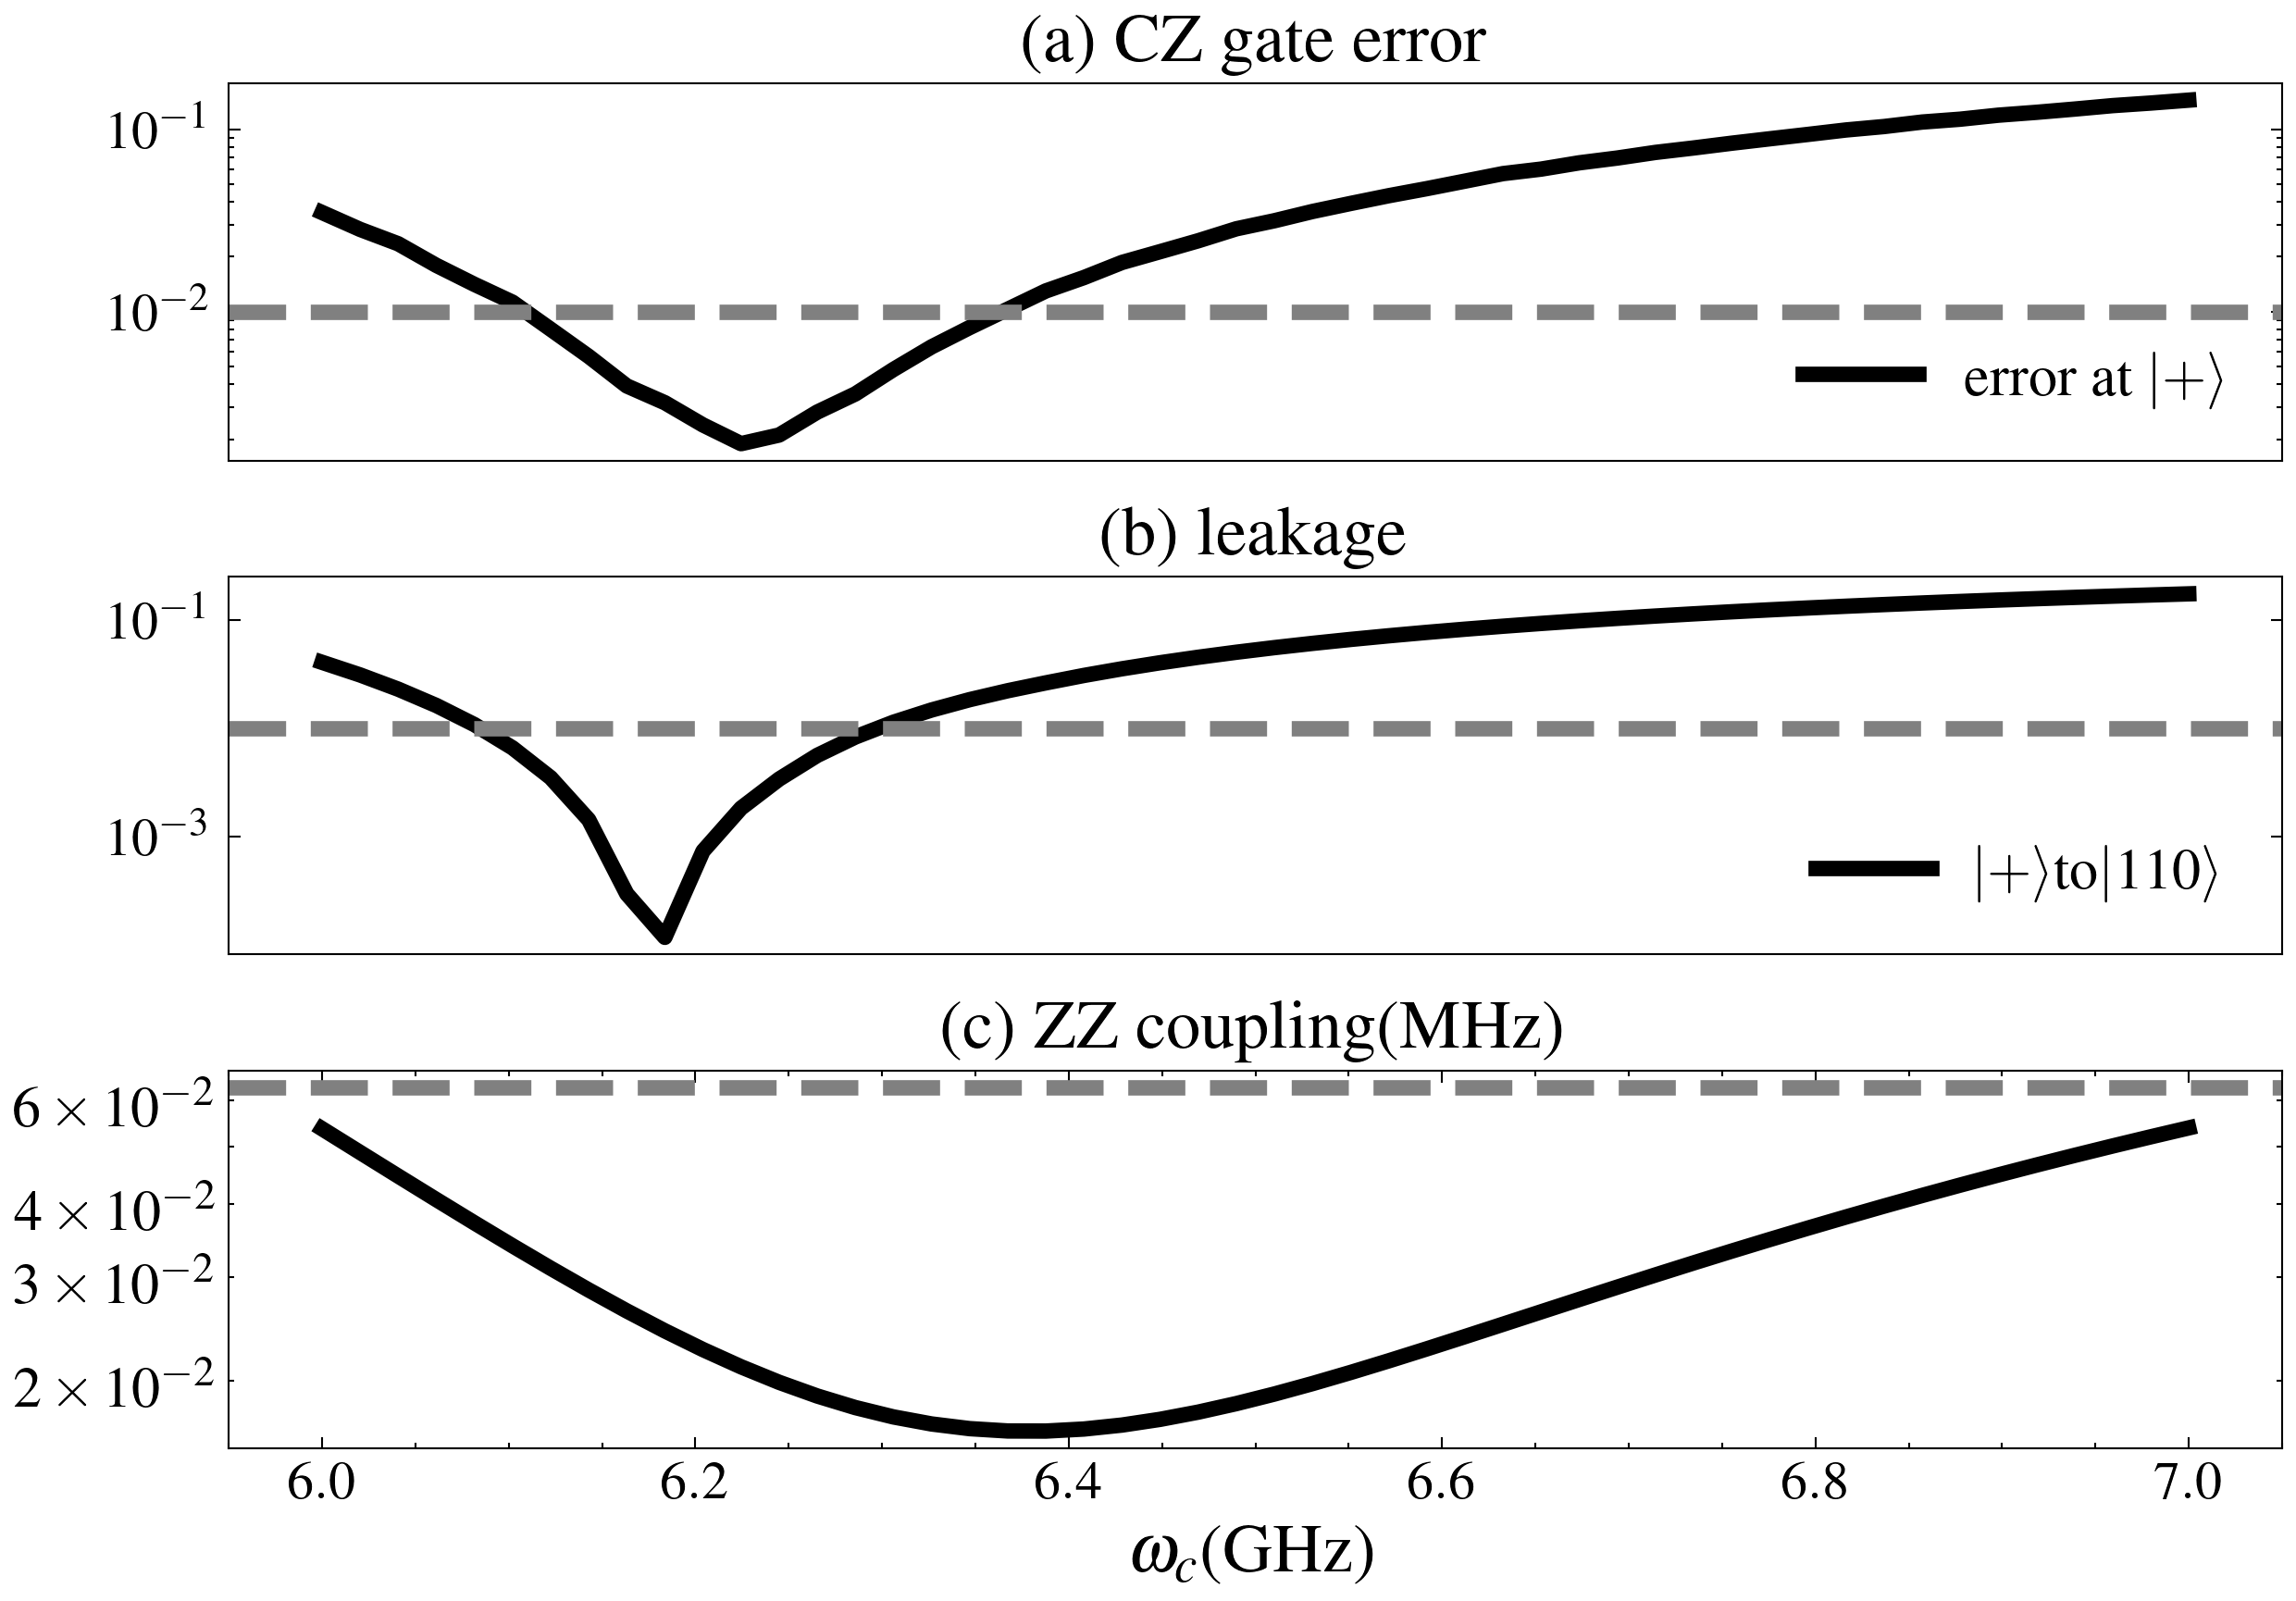 (a) CZ gate error
10⁻¹
10⁻²
error at |+⟩
(b) leakage
10⁻¹
10⁻³
|+⟩to|110⟩
(c) ZZ coupling(MHz)
6 × 10⁻²
4 × 10⁻²
3 × 10⁻²
2 × 10⁻²
6.0 6.2 6.4 6.6 6.8 7.0
ω_c(GHz)